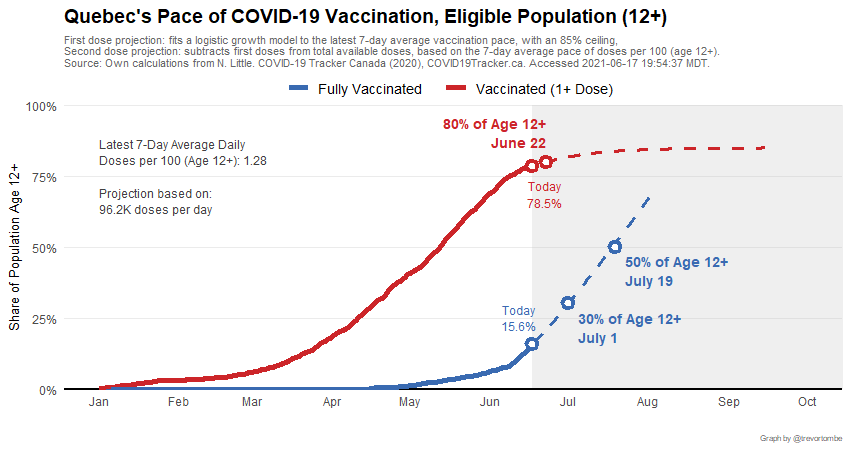 Quebec's Pace of COVID-19 Vaccination, Eligible Population (12+)
First dose projection: fits a logistic growth model to the latest 7-day average vaccination pace, with an 85% ceiling,
Second dose projection: subtracts first doses from total available doses, based on the 7-day average pace of doses per 100 (age 12+).
Source: Own calculations from N. Little. COVID-19 Tracker Canada (2020), COVID19Tracker.ca. Accessed 2021-06-17 19:54:37 MDT.
Fully Vaccinated
Vaccinated (1+ Dose)
Share of Population Age 12+
100%
75%
50%
25%
0%
Latest 7-Day Average Daily
Doses per 100 (Age 12+): 1.28
Projection based on:
96.2K doses per day
80% of Age 12+
June 22
Today
78.5%
50% of Age 12+
July 19
Today
15.6%
30% of Age 12+
July 1
Jan
Feb
Mar
Apr
May
Jun
Jul
Aug
Sep
Oct
Graph by @trevortombe